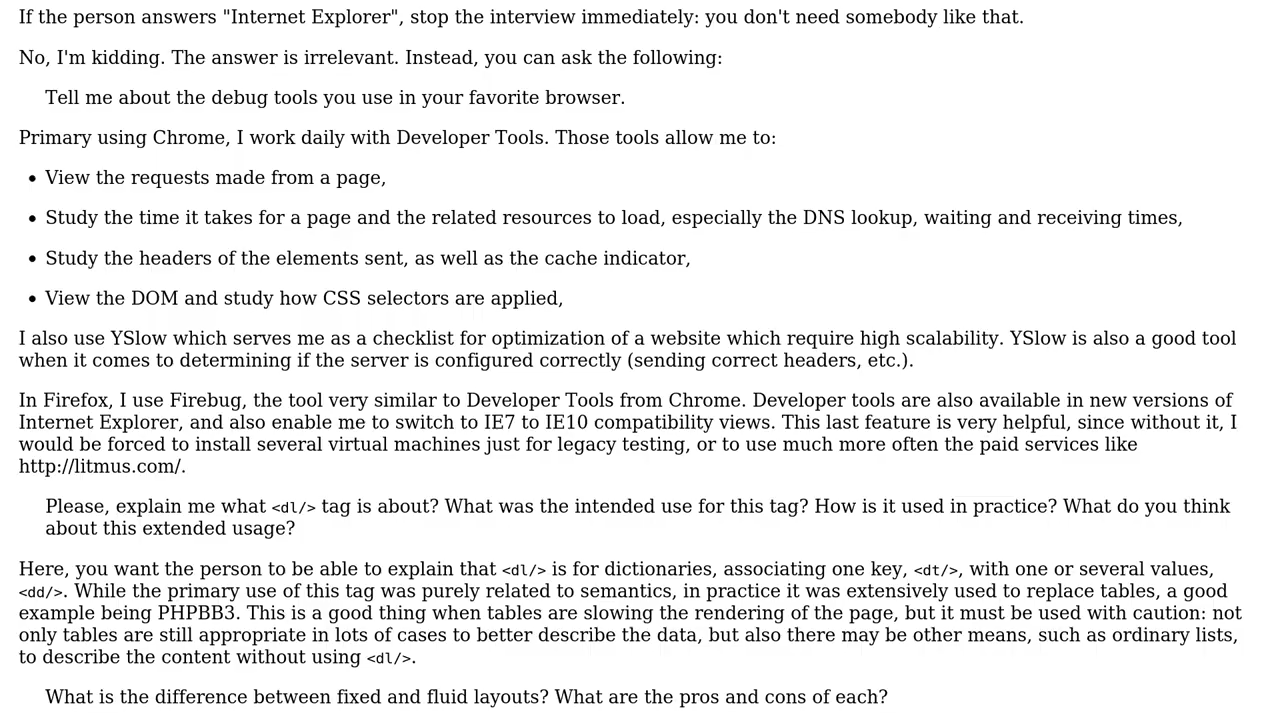 If the person answers "Internet Explorer", stop the interview immediately: you don't need somebody like that.
No, I'm kidding. The answer is irrelevant. Instead, you can ask the following:
Tell me about the debug tools you use in your favorite browser.
Primary using Chrome, I work daily with Developer Tools. Those tools allow me to:
• View the requests made from a page,
• Study the time it takes for a page and the related resources to load, especially the DNS lookup, waiting and receiving times,
• Study the headers of the elements sent, as well as the cache indicator,
• View the DOM and study how CSS selectors are applied,
I also use YSlow which serves me as a checklist for optimization of a website which require high scalability. YSlow is also a good tool
when it comes to determining if the server is configured correctly (sending correct headers, etc.).
In Firefox, I use Firebug, the tool very similar to Developer Tools from Chrome. Developer tools are also available in new versions of
Internet Explorer, and also enable me to switch to IE7 to IE10 compatibility views. This last feature is very helpful, since without it, I
would be forced to install several virtual machines just for legacy testing, or to use much more often the paid services like
http://litmus.com/.
Please, explain me what <dl/> tag is about? What was the intended use for this tag? How is it used in practice? What do you think
about this extended usage?
Here, you want the person to be able to explain that <dl/> is for dictionaries, associating one key, <dt/>, with one or several values,
<dd/>. While the primary use of this tag was purely related to semantics, in practice it was extensively used to replace tables, a good
example being PHPBB3. This is a good thing when tables are slowing the rendering of the page, but it must be used with caution: not
only tables are still appropriate in lots of cases to better describe the data, but also there may be other means, such as ordinary lists,
to describe the content without using <dl/>.
What is the difference between fixed and fluid layouts? What are the pros and cons of each?